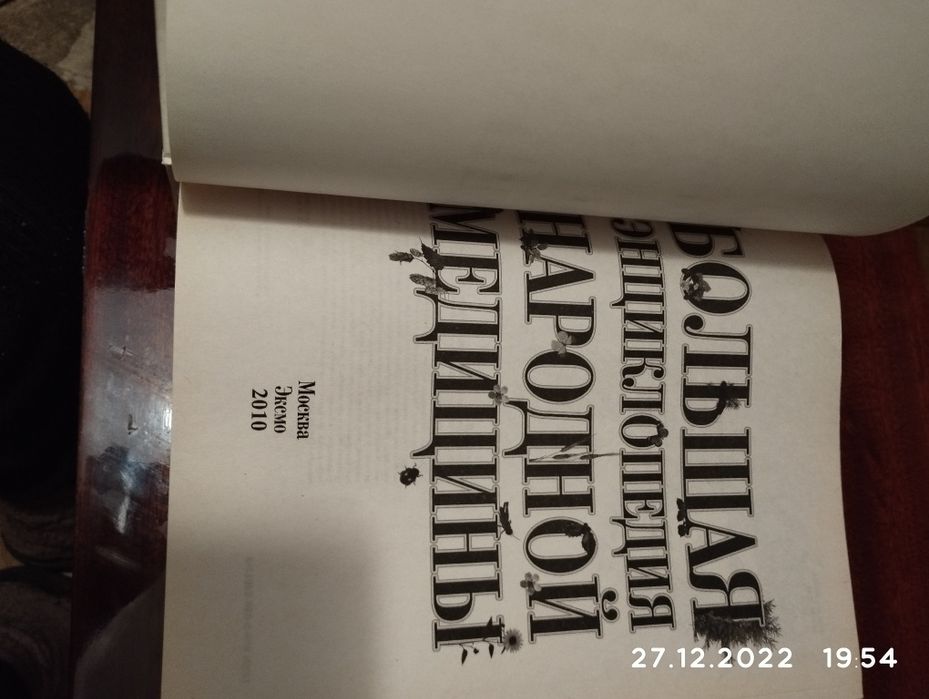 БОЛЬШАЯ
ЭНЦИКЛОПЕДИЯ
НАРОДНОЙ
МЕДИЦИНЫ
Москва
Эксмо
2010
27.12.2022 19:54